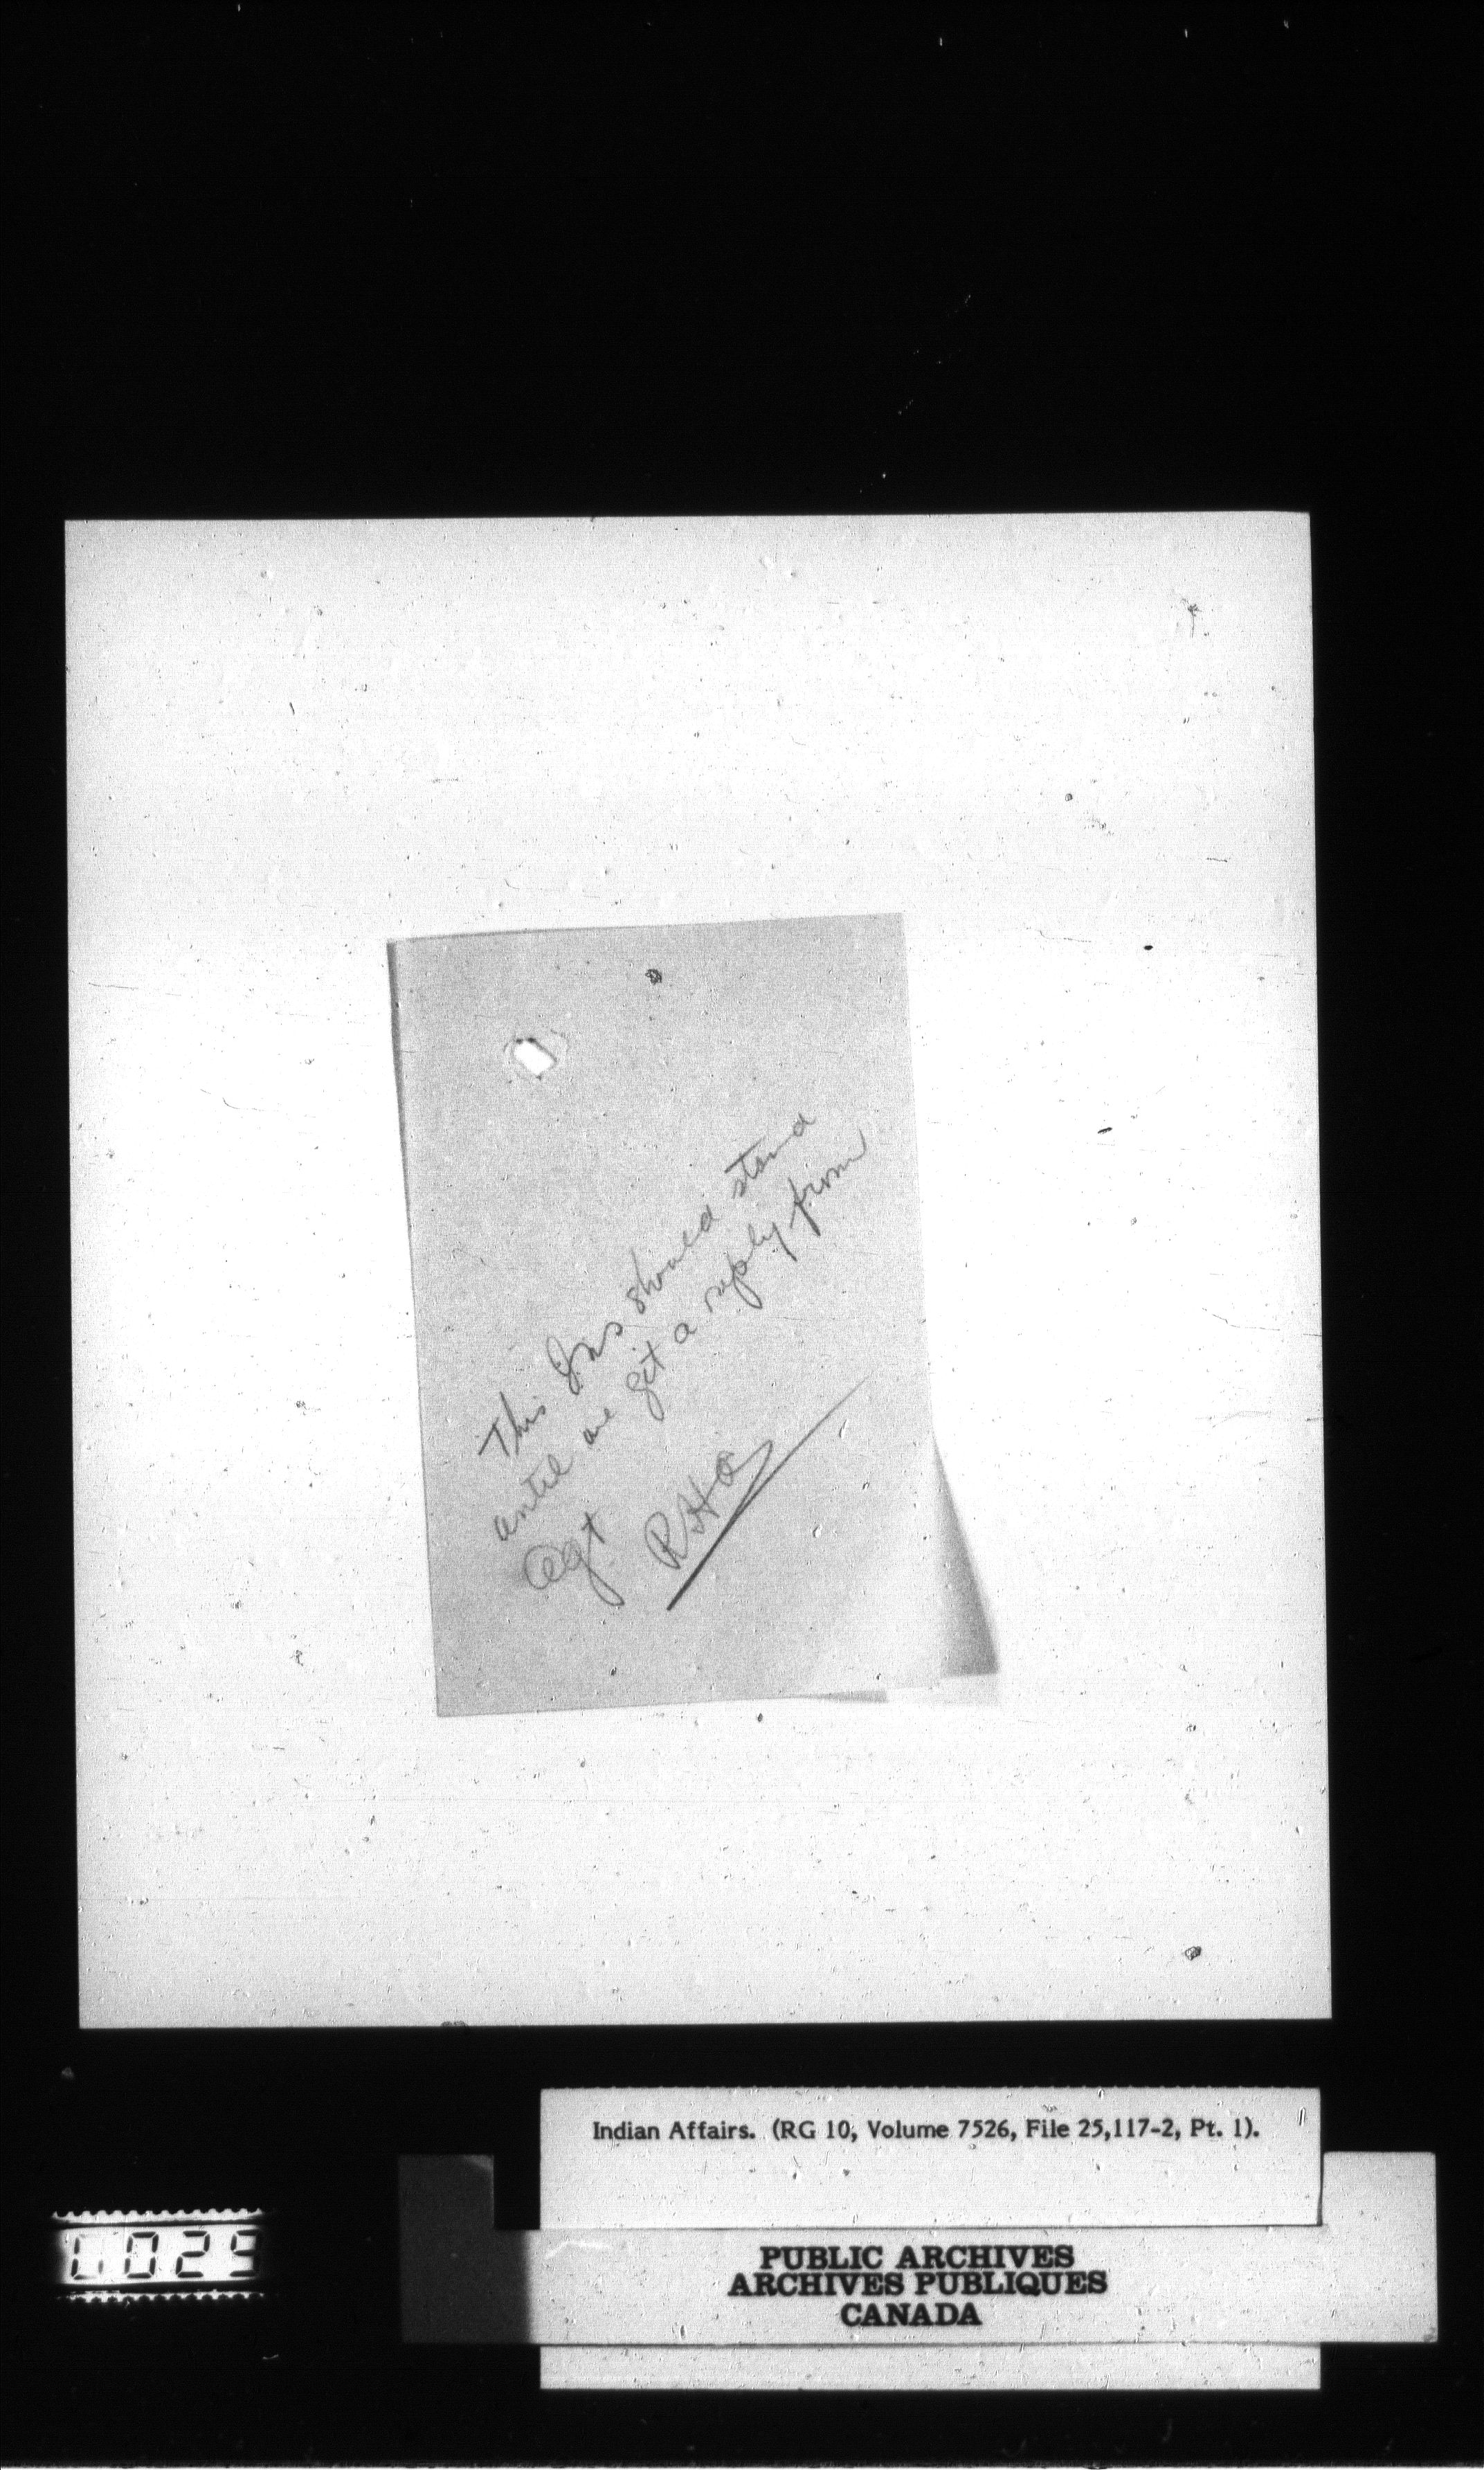 This Ins should stand
until we get a reply from
Agt
Indian Affairs. (RG 10, Volume 7526, File 25,117-2, Pt. 1).
PUBLIC ARCHIVES
ARCHIVES PUBLIQUES
CANADA